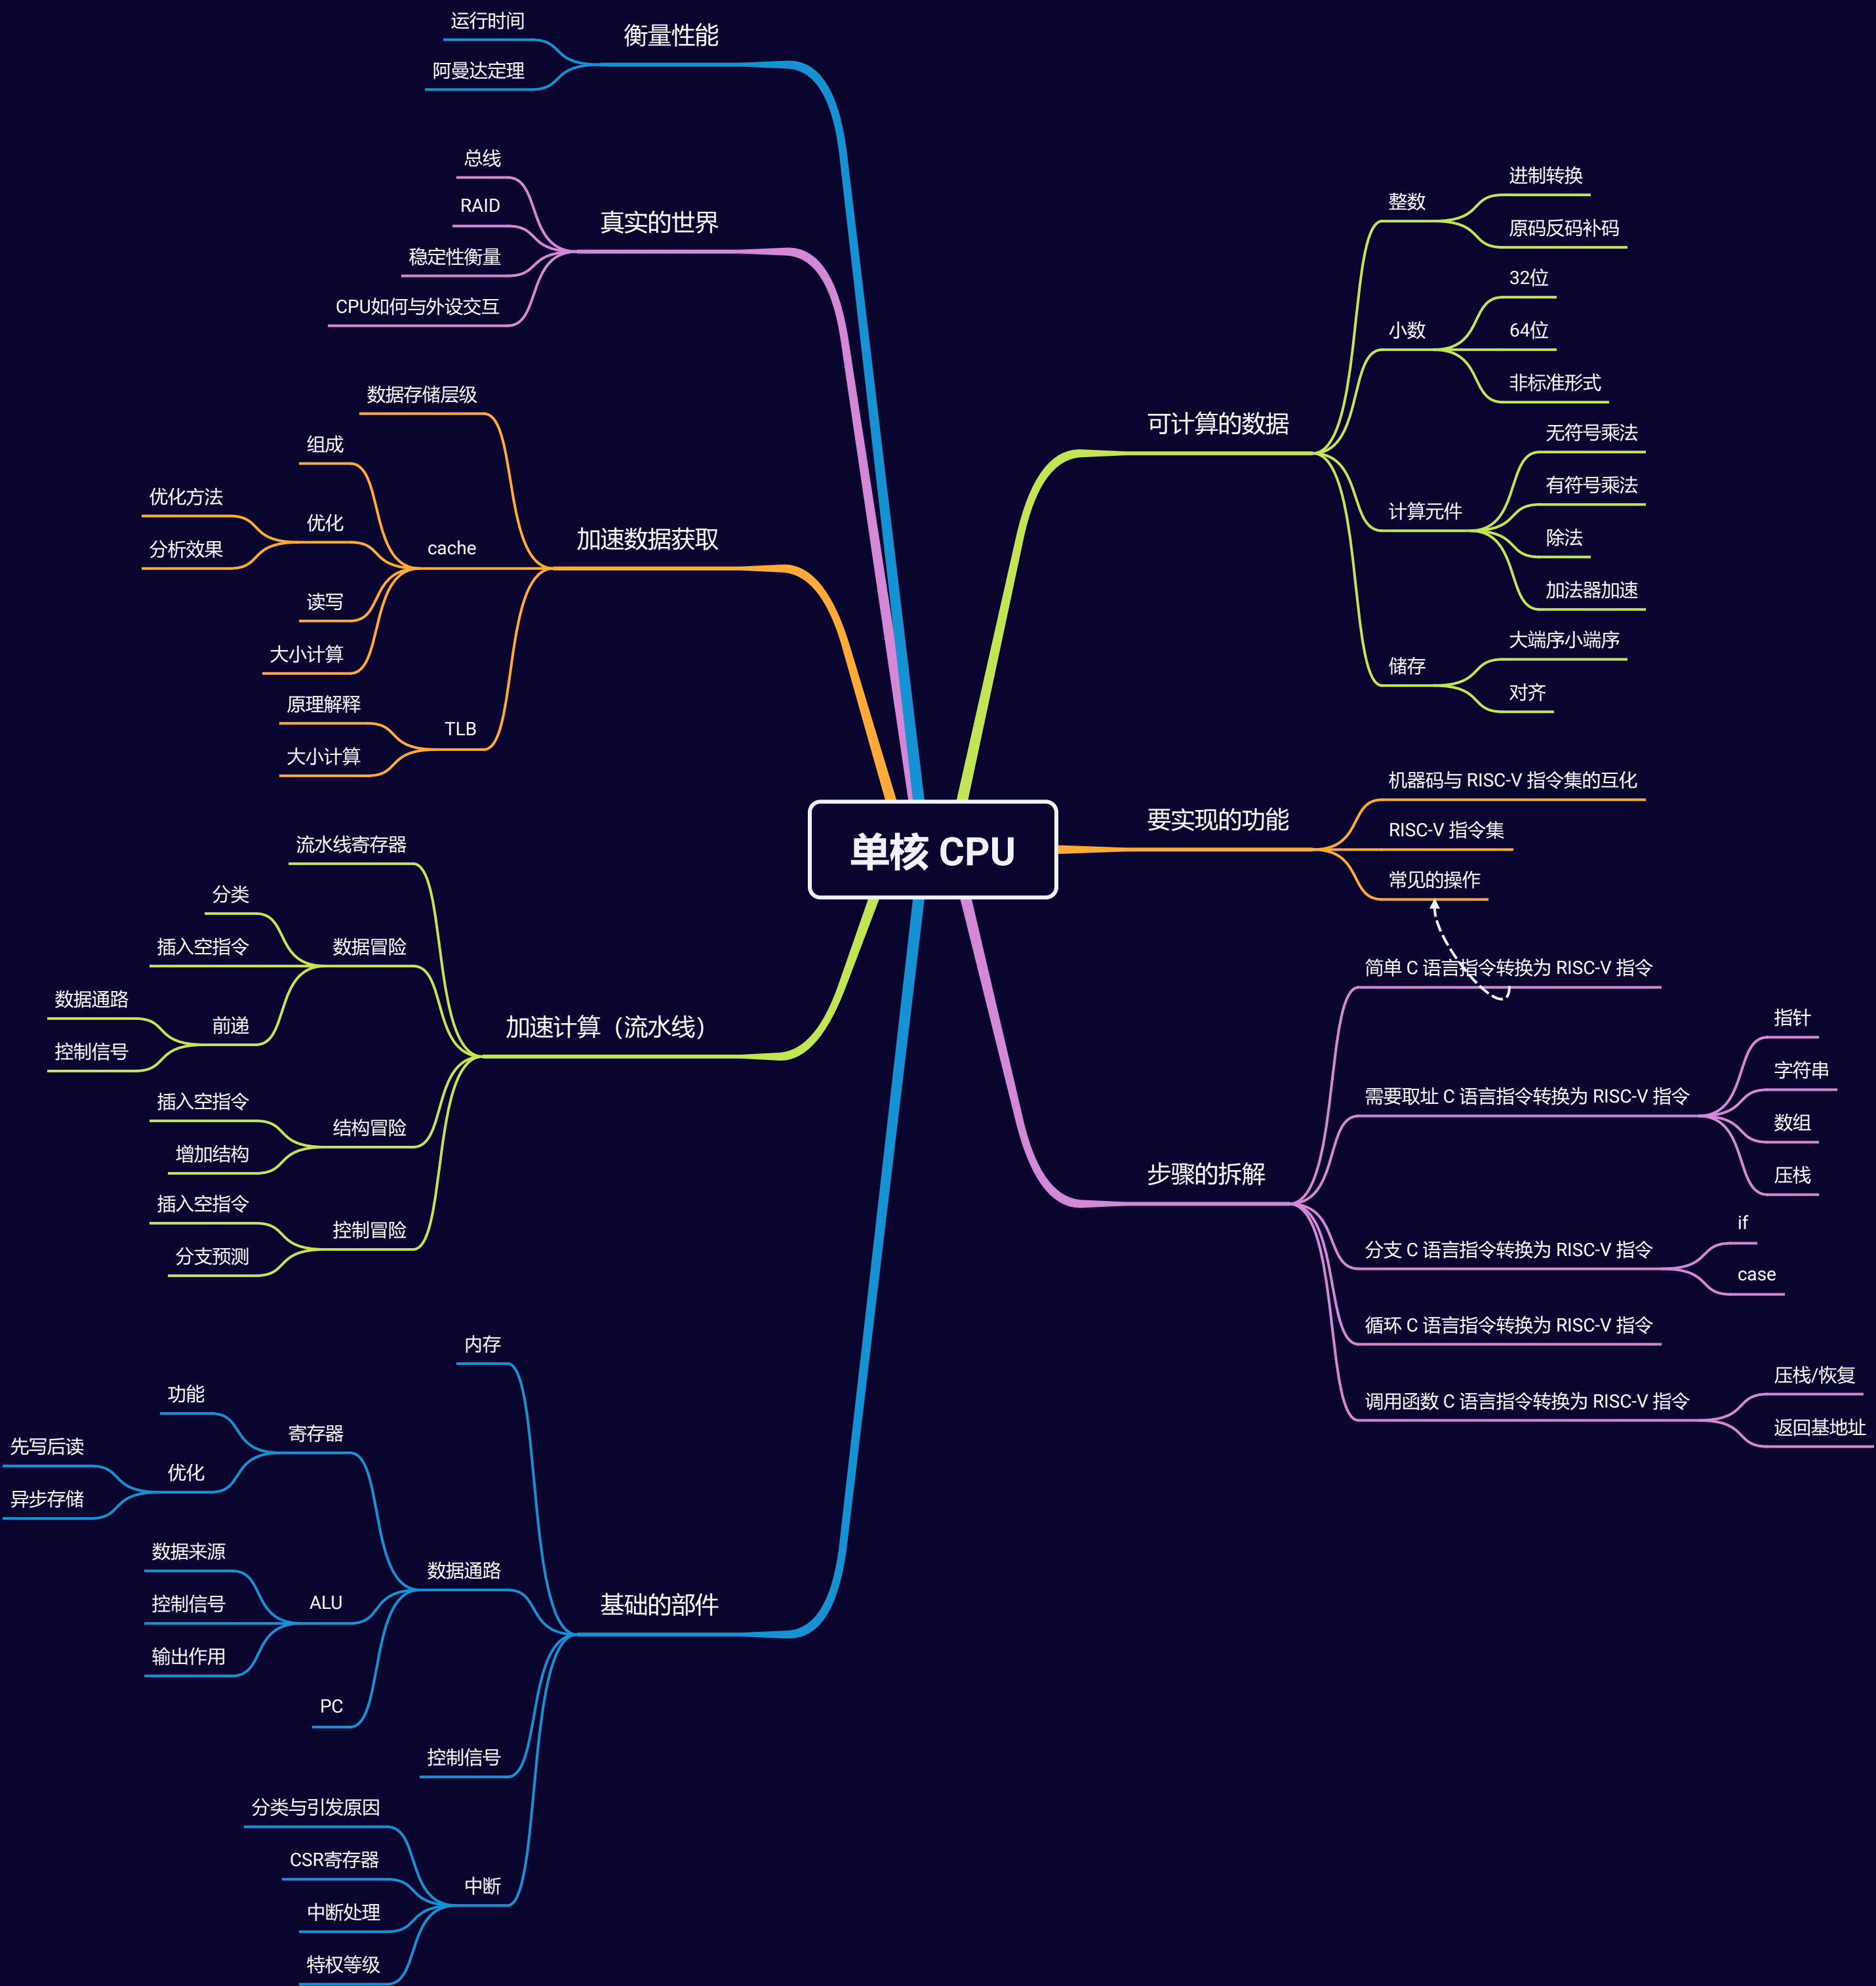 单核 CPU
可计算的数据
整数
进制转换
原码反码补码
小数
32位
64位
非标准形式
计算元件
无符号乘法
有符号乘法
除法
加法器加速
储存
大端序小端序
对齐
要实现的功能
机器码与 RISC-V 指令集的互化
RISC-V 指令集
常见的操作
步骤的拆解
简单 C 语言指令转换为 RISC-V 指令
需要取址 C 语言指令转换为 RISC-V 指令
指针
字符串
数组
压栈
分支 C 语言指令转换为 RISC-V 指令
if
case
循环 C 语言指令转换为 RISC-V 指令
调用函数 C 语言指令转换为 RISC-V 指令
压栈/恢复
返回基地址
衡量性能
运行时间
阿曼达定理
真实的世界
总线
RAID
稳定性衡量
CPU如何与外设交互
加速数据获取
数据存储层级
cache
组成
优化
优化方法
分析效果
读写
大小计算
TLB
原理解释
大小计算
加速计算（流水线）
流水线寄存器
数据冒险
分类
插入空指令
前递
数据通路
控制信号
结构冒险
插入空指令
增加结构
控制冒险
插入空指令
分支预测
基础的部件
内存
数据通路
寄存器
功能
优化
先写后读
异步存储
ALU
数据来源
控制信号
输出作用
PC
控制信号
中断
分类与引发原因
CSR寄存器
中断处理
特权等级